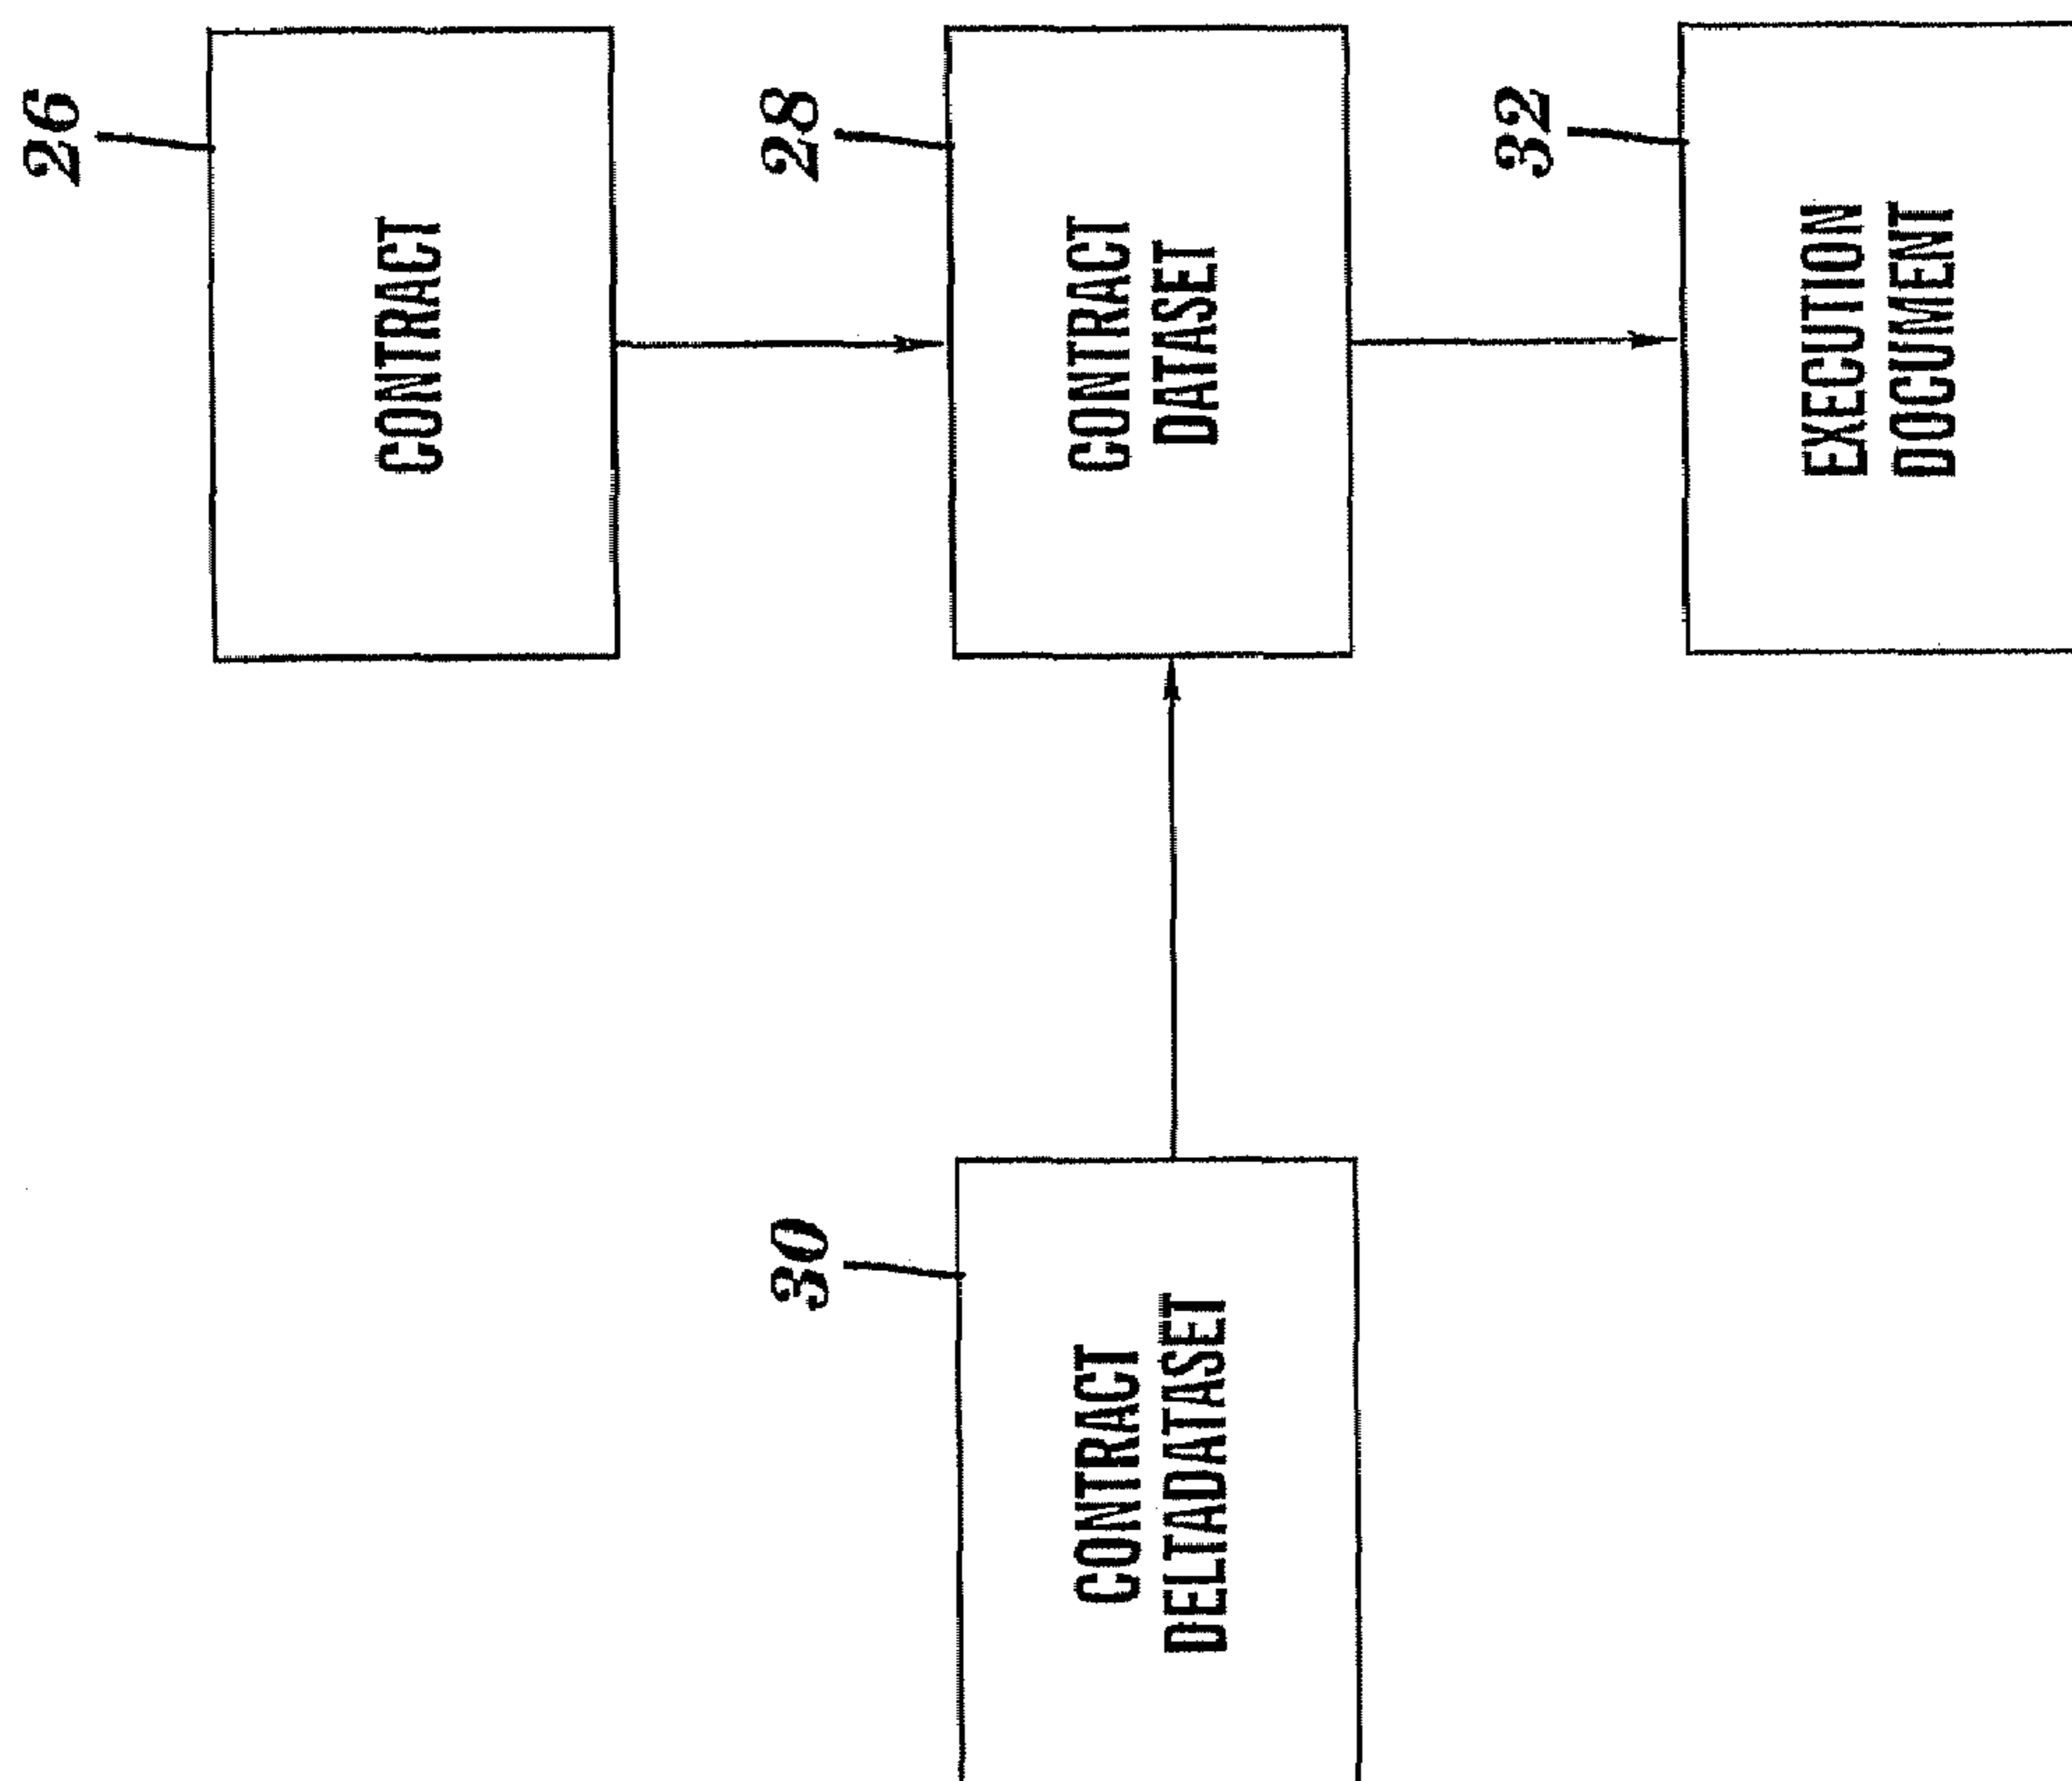 26
CONTRACT
30
CONTRACT
DELTADATASET
28
CONTRACT
DATASET
32
EXECUTION
DOCUMENT